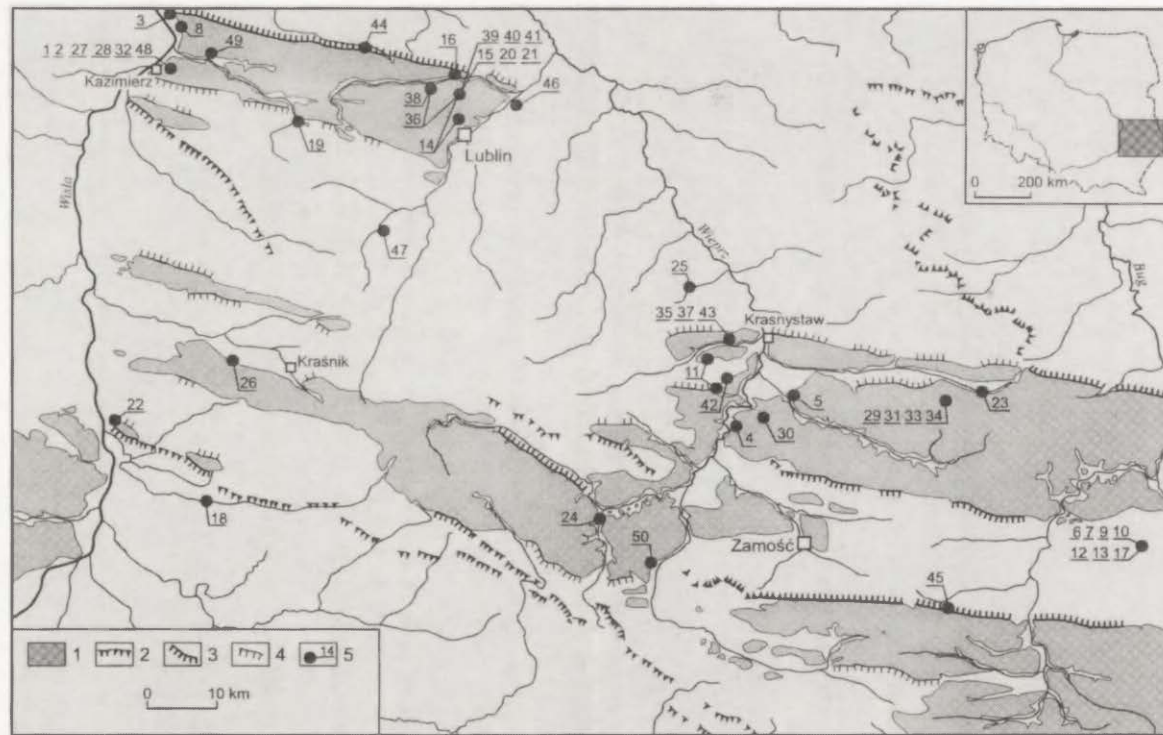 3
8
49
44
16
39 40 41
15 20 21
1 2 27 28 32 48
Kazimierz
38
36
14
46
19
Lublin
0 200 km
Wisła
47
Wieprz
Bug
25
35 37 43
Krasnystaw
11
42
5
4
30
29 31 33 34
23
26
Kraśnik
22
18
24
50
Zamość
6 7 9 10
12 13 17
45
1 2 3 4 14 5
0 10 km